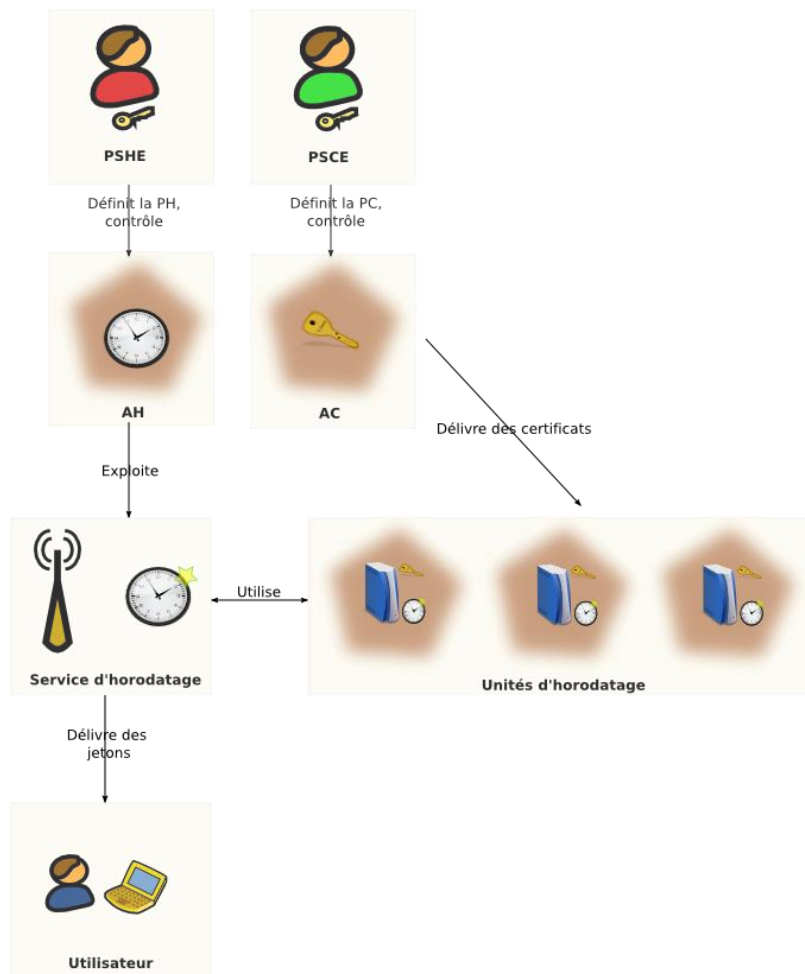 PSHE
PSCE
Définit la PH,
contrôle
Définit la PC,
contrôle
AH
AC
Délivre des certificats
Exploite
Utilise
Service d'horodatage
Unités d'horodatage
Délivre des
jetons
Utilisateur